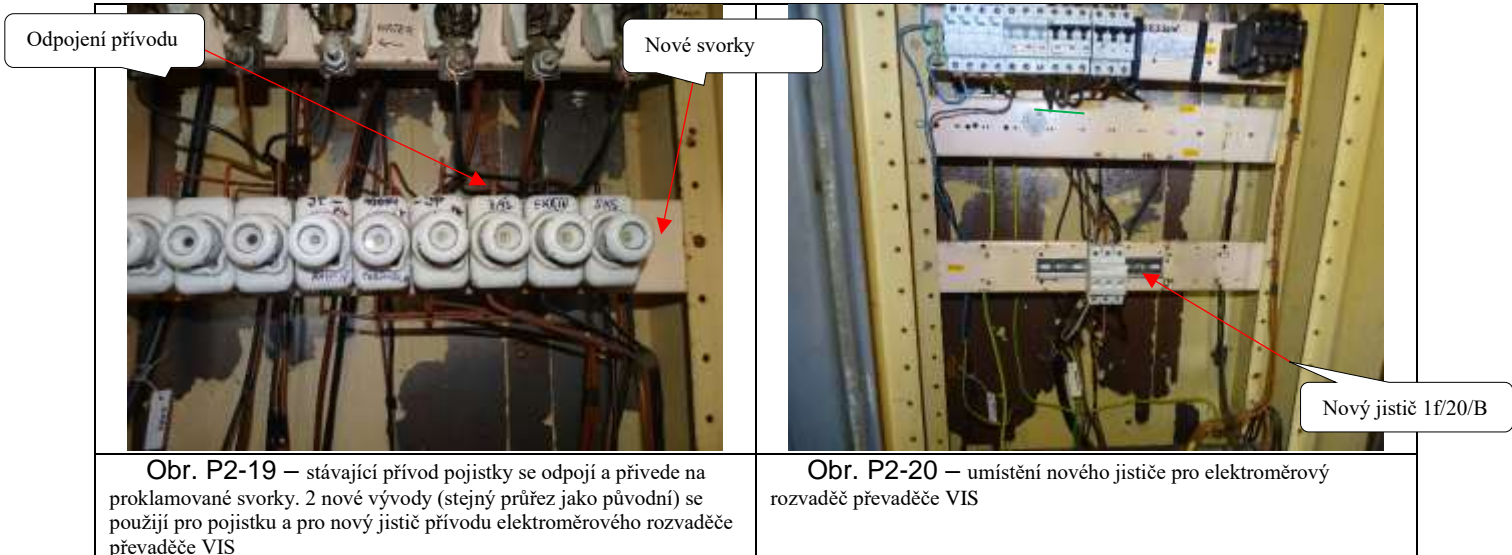 Odpojení přívodu
Nové svorky
Nový jistič 1f/20/B
Obr. P2-19 – stávající přívod pojistky se odpojí a přivede na
proklamované svorky. 2 nové vývody (stejný průřez jako původní) se
použijí pro pojistku a pro nový jistič přívodu elektroměrového rozvaděče
převaděče VIS
Obr. P2-20 – umístění nového jističe pro elektroměrový
rozvaděč převaděče VIS